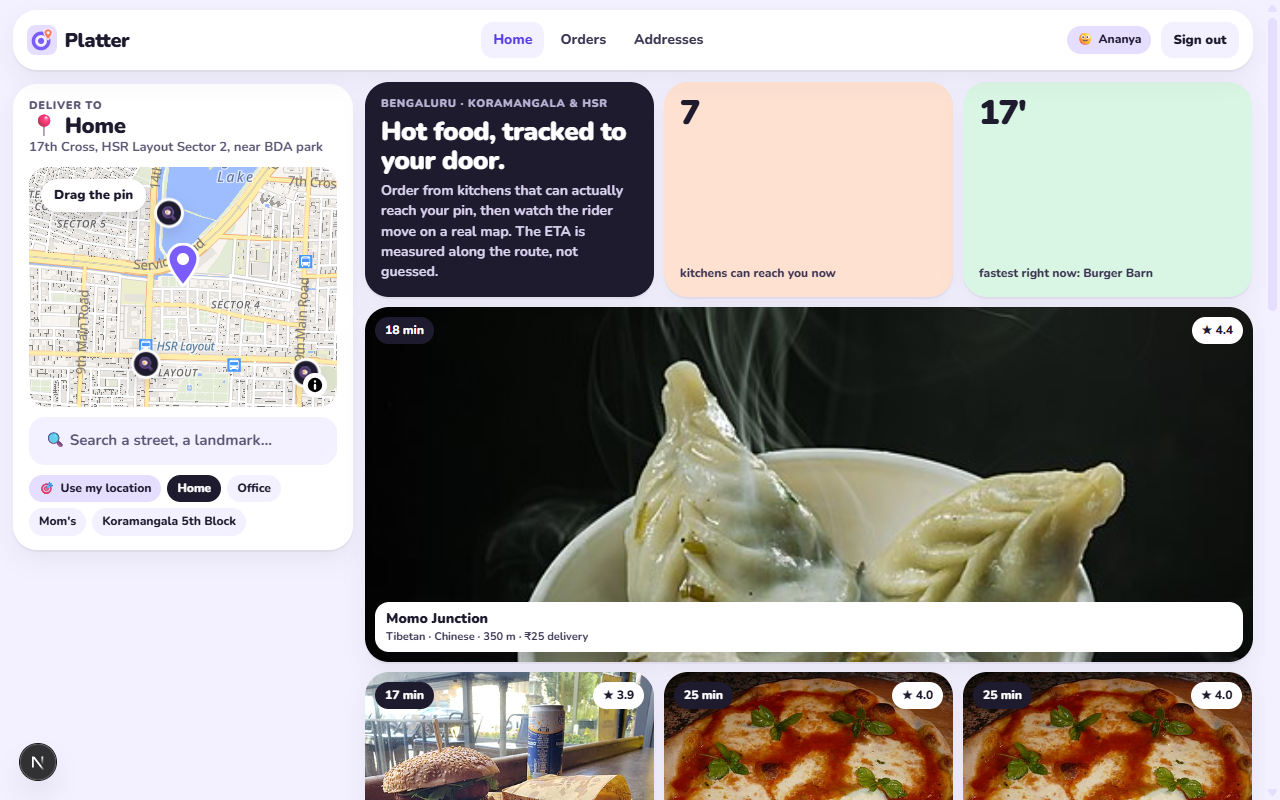 Platter
Home
Orders
Addresses
Ananya
Sign out
DELIVER TO
Home
17th Cross, HSR Layout Sector 2, near BDA park
Drag the pin
14th
Lake
7th Cros
SECTOR 5
SECTOR 4
9th Main Road
9th Main Road
HSR Layout
LAYOUT
Search a street, a landmark...
Use my location
Home
Office
Mom's
Koramangala 5th Block
BENGALURU · KORAMANGALA & HSR
Hot food, tracked to
your door.
Order from kitchens that can actually
reach your pin, then watch the rider
move on a real map. The ETA is
measured along the route, not
guessed.
7
kitchens can reach you now
17'
fastest right now: Burger Barn
18 min
★ 4.4
Momo Junction
Tibetan · Chinese · 350 m · ₹25 delivery
17 min
★ 3.9
25 min
★ 4.0
25 min
★ 4.0
N